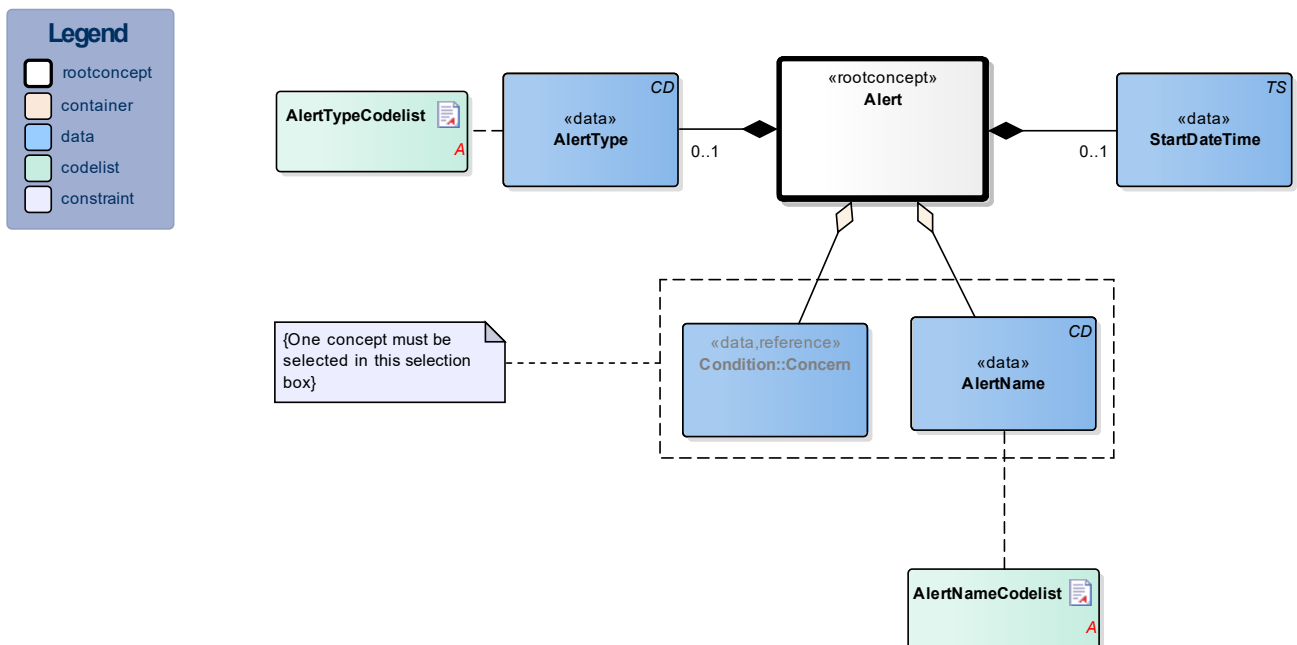 Legend
rootconcept
container
data
codelist
constraint
AlertTypeCodelist
A
CD
«data»
AlertType
0..1
«rootconcept»
Alert
0..1
TS
«data»
StartDateTime
{One concept must be
selected in this selection
box}
«data,reference»
Condition::Concern
CD
«data»
AlertName
AlertNameCodelist
A